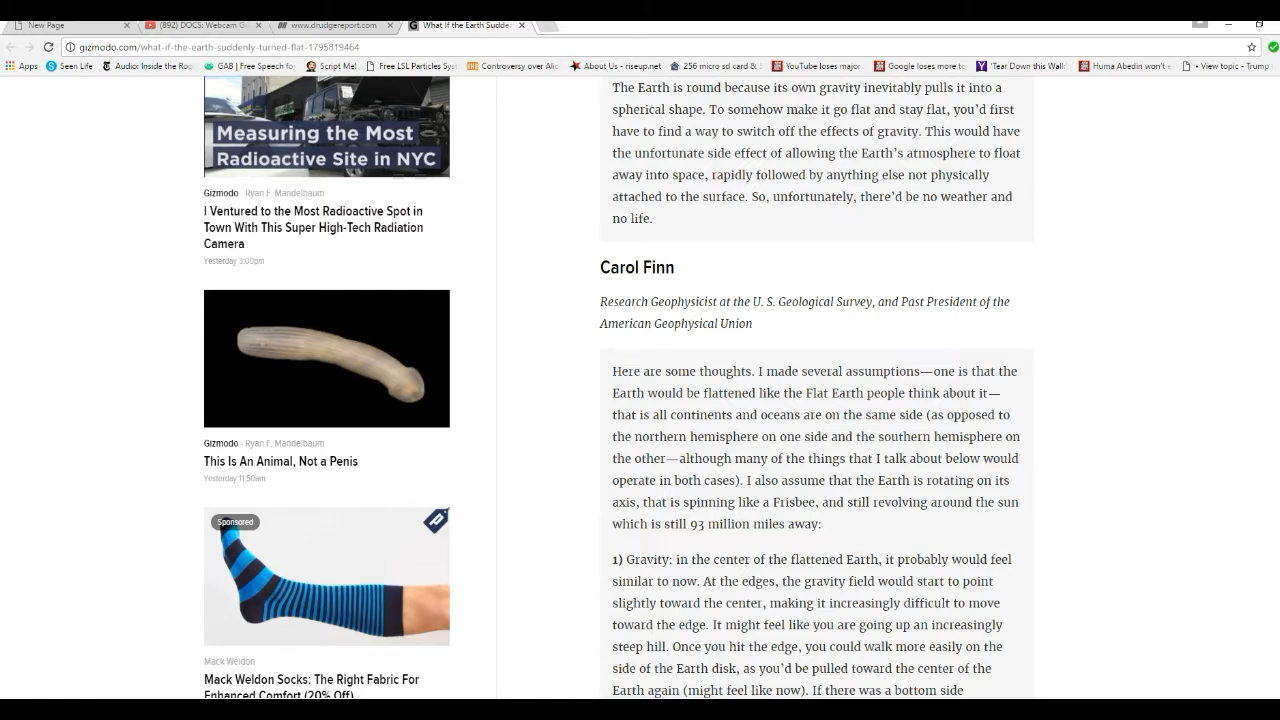 New Page
(892) DOCS: Webcam G
www.drudgereport.com
What If the Earth Sudde
gizmodo.com/what-if-the-earth-suddenly-turned-flat-1795819464
Apps
Seen Life
Audio: Inside the Roo
GAB | Free Speech fo
Script Me!
Free LSL Particles Sys
Controversy over Alic
About Us - riseup.net
256 micro sd card &
YouTube loses major
Google loses more to
'Tear Down this Wall
Huma Abedin won't e
• View topic - Trump
Measuring the Most
Radioactive Site in NYC
Gizmodo · Ryan F. Mandelbaum
I Ventured to the Most Radioactive Spot in
Town With This Super High-Tech Radiation
Camera
Yesterday 3:00pm
Gizmodo · Ryan F. Mandelbaum
This Is An Animal, Not a Penis
Yesterday 11:50am
Sponsored
Mack Weldon
Mack Weldon Socks: The Right Fabric For
Enhanced Comfort (20% Off)
The Earth is round because its own gravity inevitably pulls it into a
spherical shape. To somehow make it go flat and stay flat, you'd first
have to find a way to switch off the effects of gravity. This would have
the unfortunate side effect of allowing the Earth's atmosphere to float
away into space, rapidly followed by anything else not physically
attached to the surface. So, unfortunately, there'd be no weather and
no life.
Carol Finn
Research Geophysicist at the U. S. Geological Survey, and Past President of the
American Geophysical Union
Here are some thoughts. I made several assumptions—one is that the
Earth would be flattened like the Flat Earth people think about it—
that is all continents and oceans are on the same side (as opposed to
the northern hemisphere on one side and the southern hemisphere on
the other—although many of the things that I talk about below would
operate in both cases). I also assume that the Earth is rotating on its
axis, that is spinning like a Frisbee, and still revolving around the sun
which is still 93 million miles away:
1) Gravity: in the center of the flattened Earth, it probably would feel
similar to now. At the edges, the gravity field would start to point
slightly toward the center, making it increasingly difficult to move
toward the edge. It might feel like you are going up an increasingly
steep hill. Once you hit the edge, you could walk more easily on the
side of the Earth disk, as you'd be pulled toward the center of the
Earth again (might feel like now). If there was a bottom side